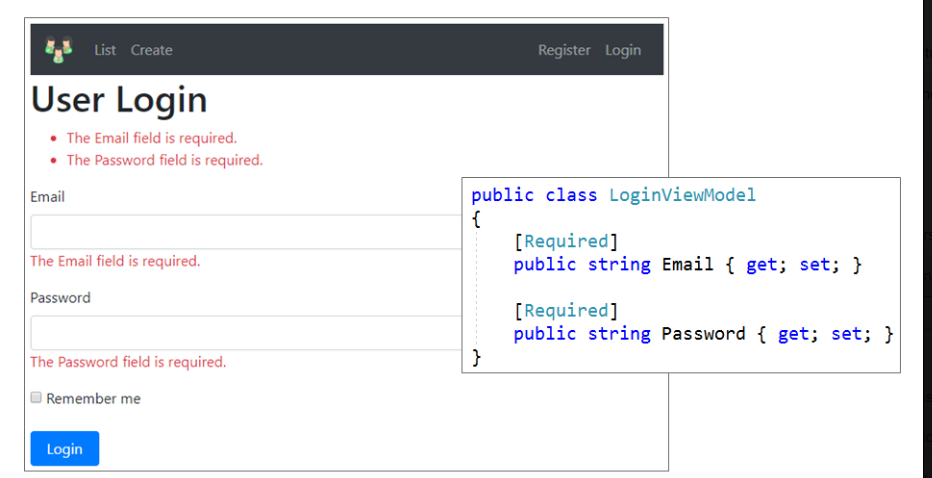 List Create Register Login
User Login
• The Email field is required.
• The Password field is required.
Email
The Email field is required.
Password
The Password field is required.
Remember me
Login
public class LoginViewModel
{
[Required]
public string Email { get; set; }
[Required]
public string Password { get; set; }
}